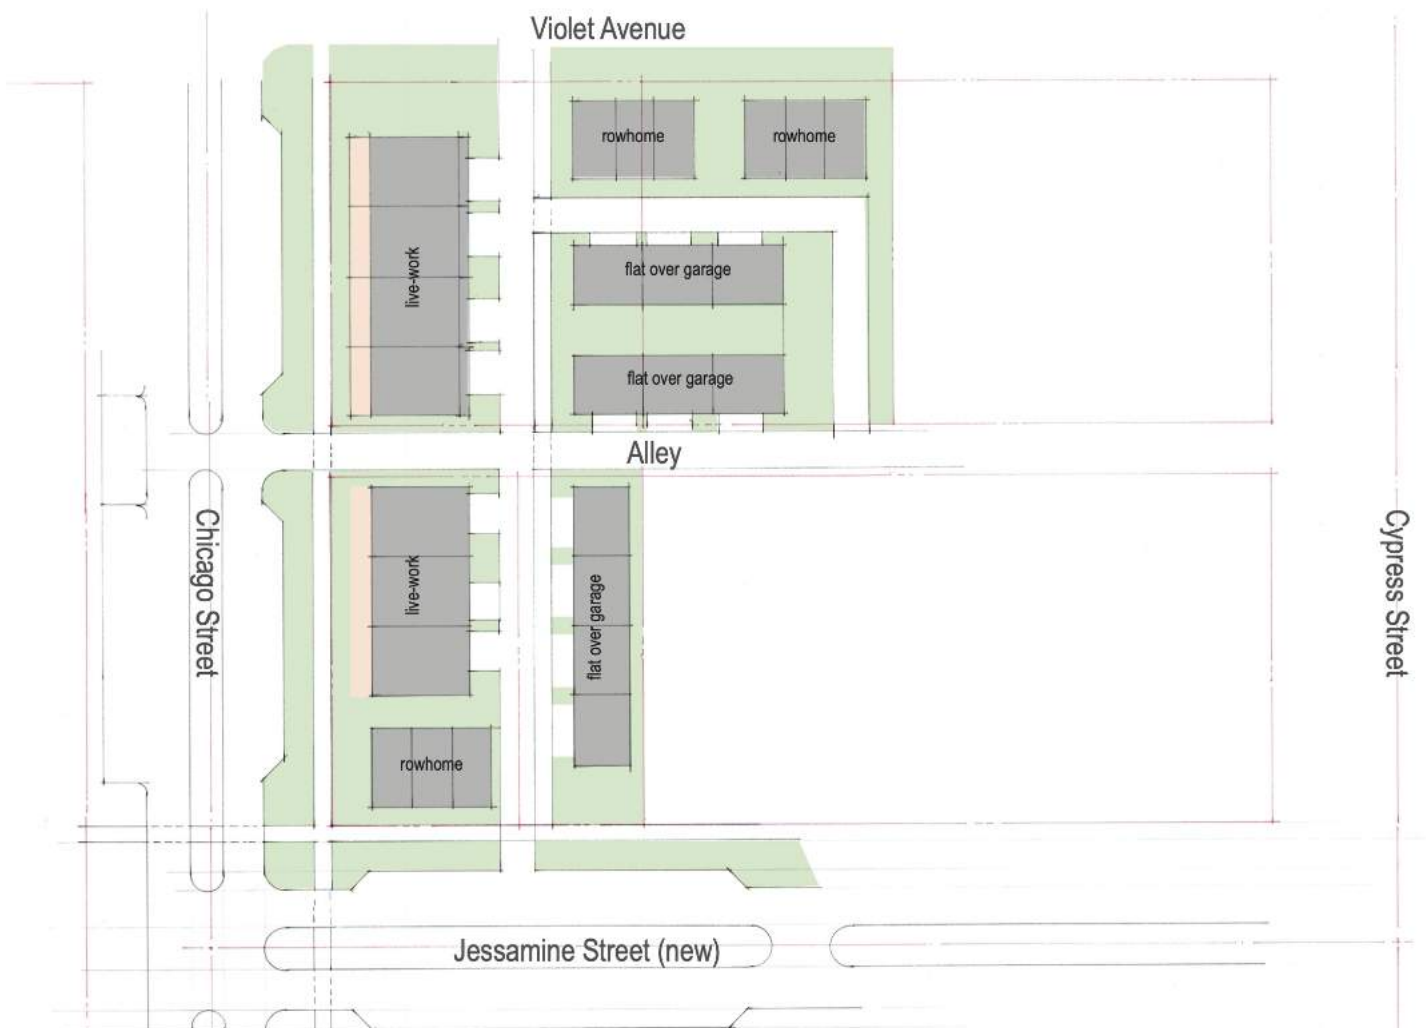 Violet Avenue
rowhome
rowhome
live-work
flat over garage
flat over garage
Alley
Chicago Street
live-work
flat over garage
Cypress Street
rowhome
Jessamine Street (new)